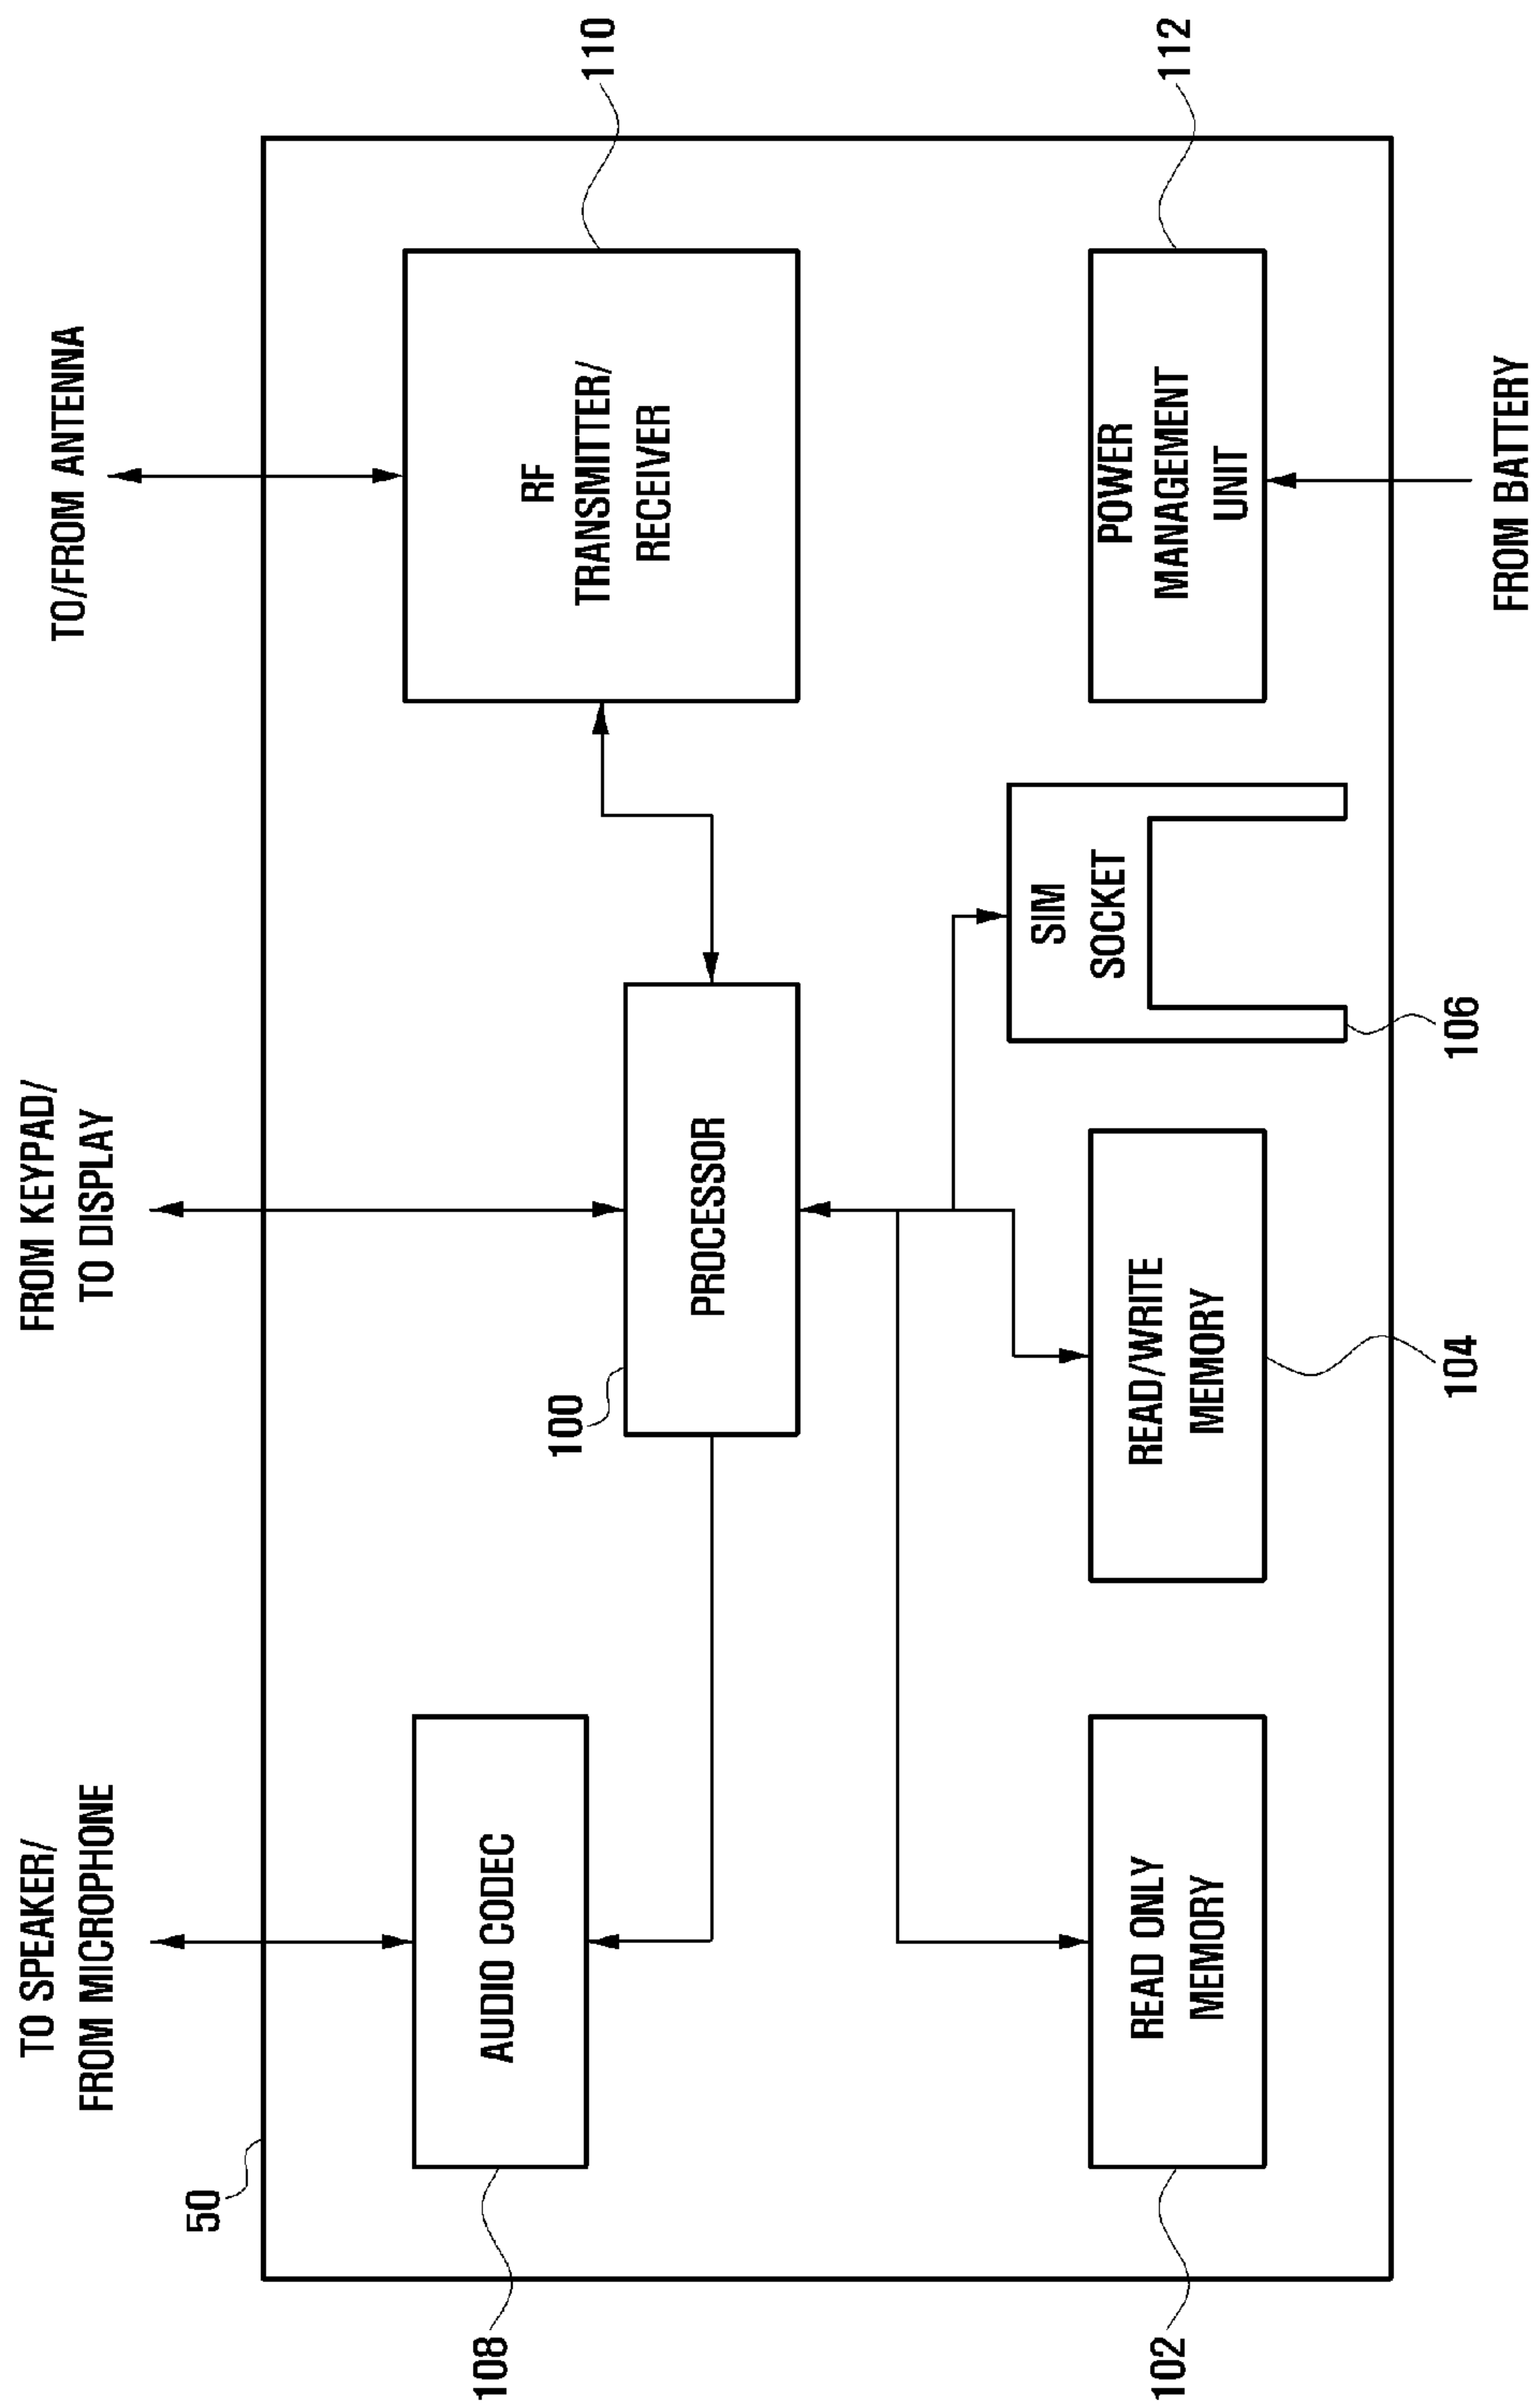 TO SPEAKER/
FROM MICROPHONE
FROM KEYPAD/
TO DISPLAY
TO/FROM ANTENNA
50
108
AUDIO CODEC
100
PROCESSOR
RF
TRANSMITTER/
RECEIVER
110
102
READ ONLY
MEMORY
READ/WRITE
MEMORY
104
SIM
SOCKET
106
POWER
MANAGEMENT
UNIT
112
FROM BATTERY